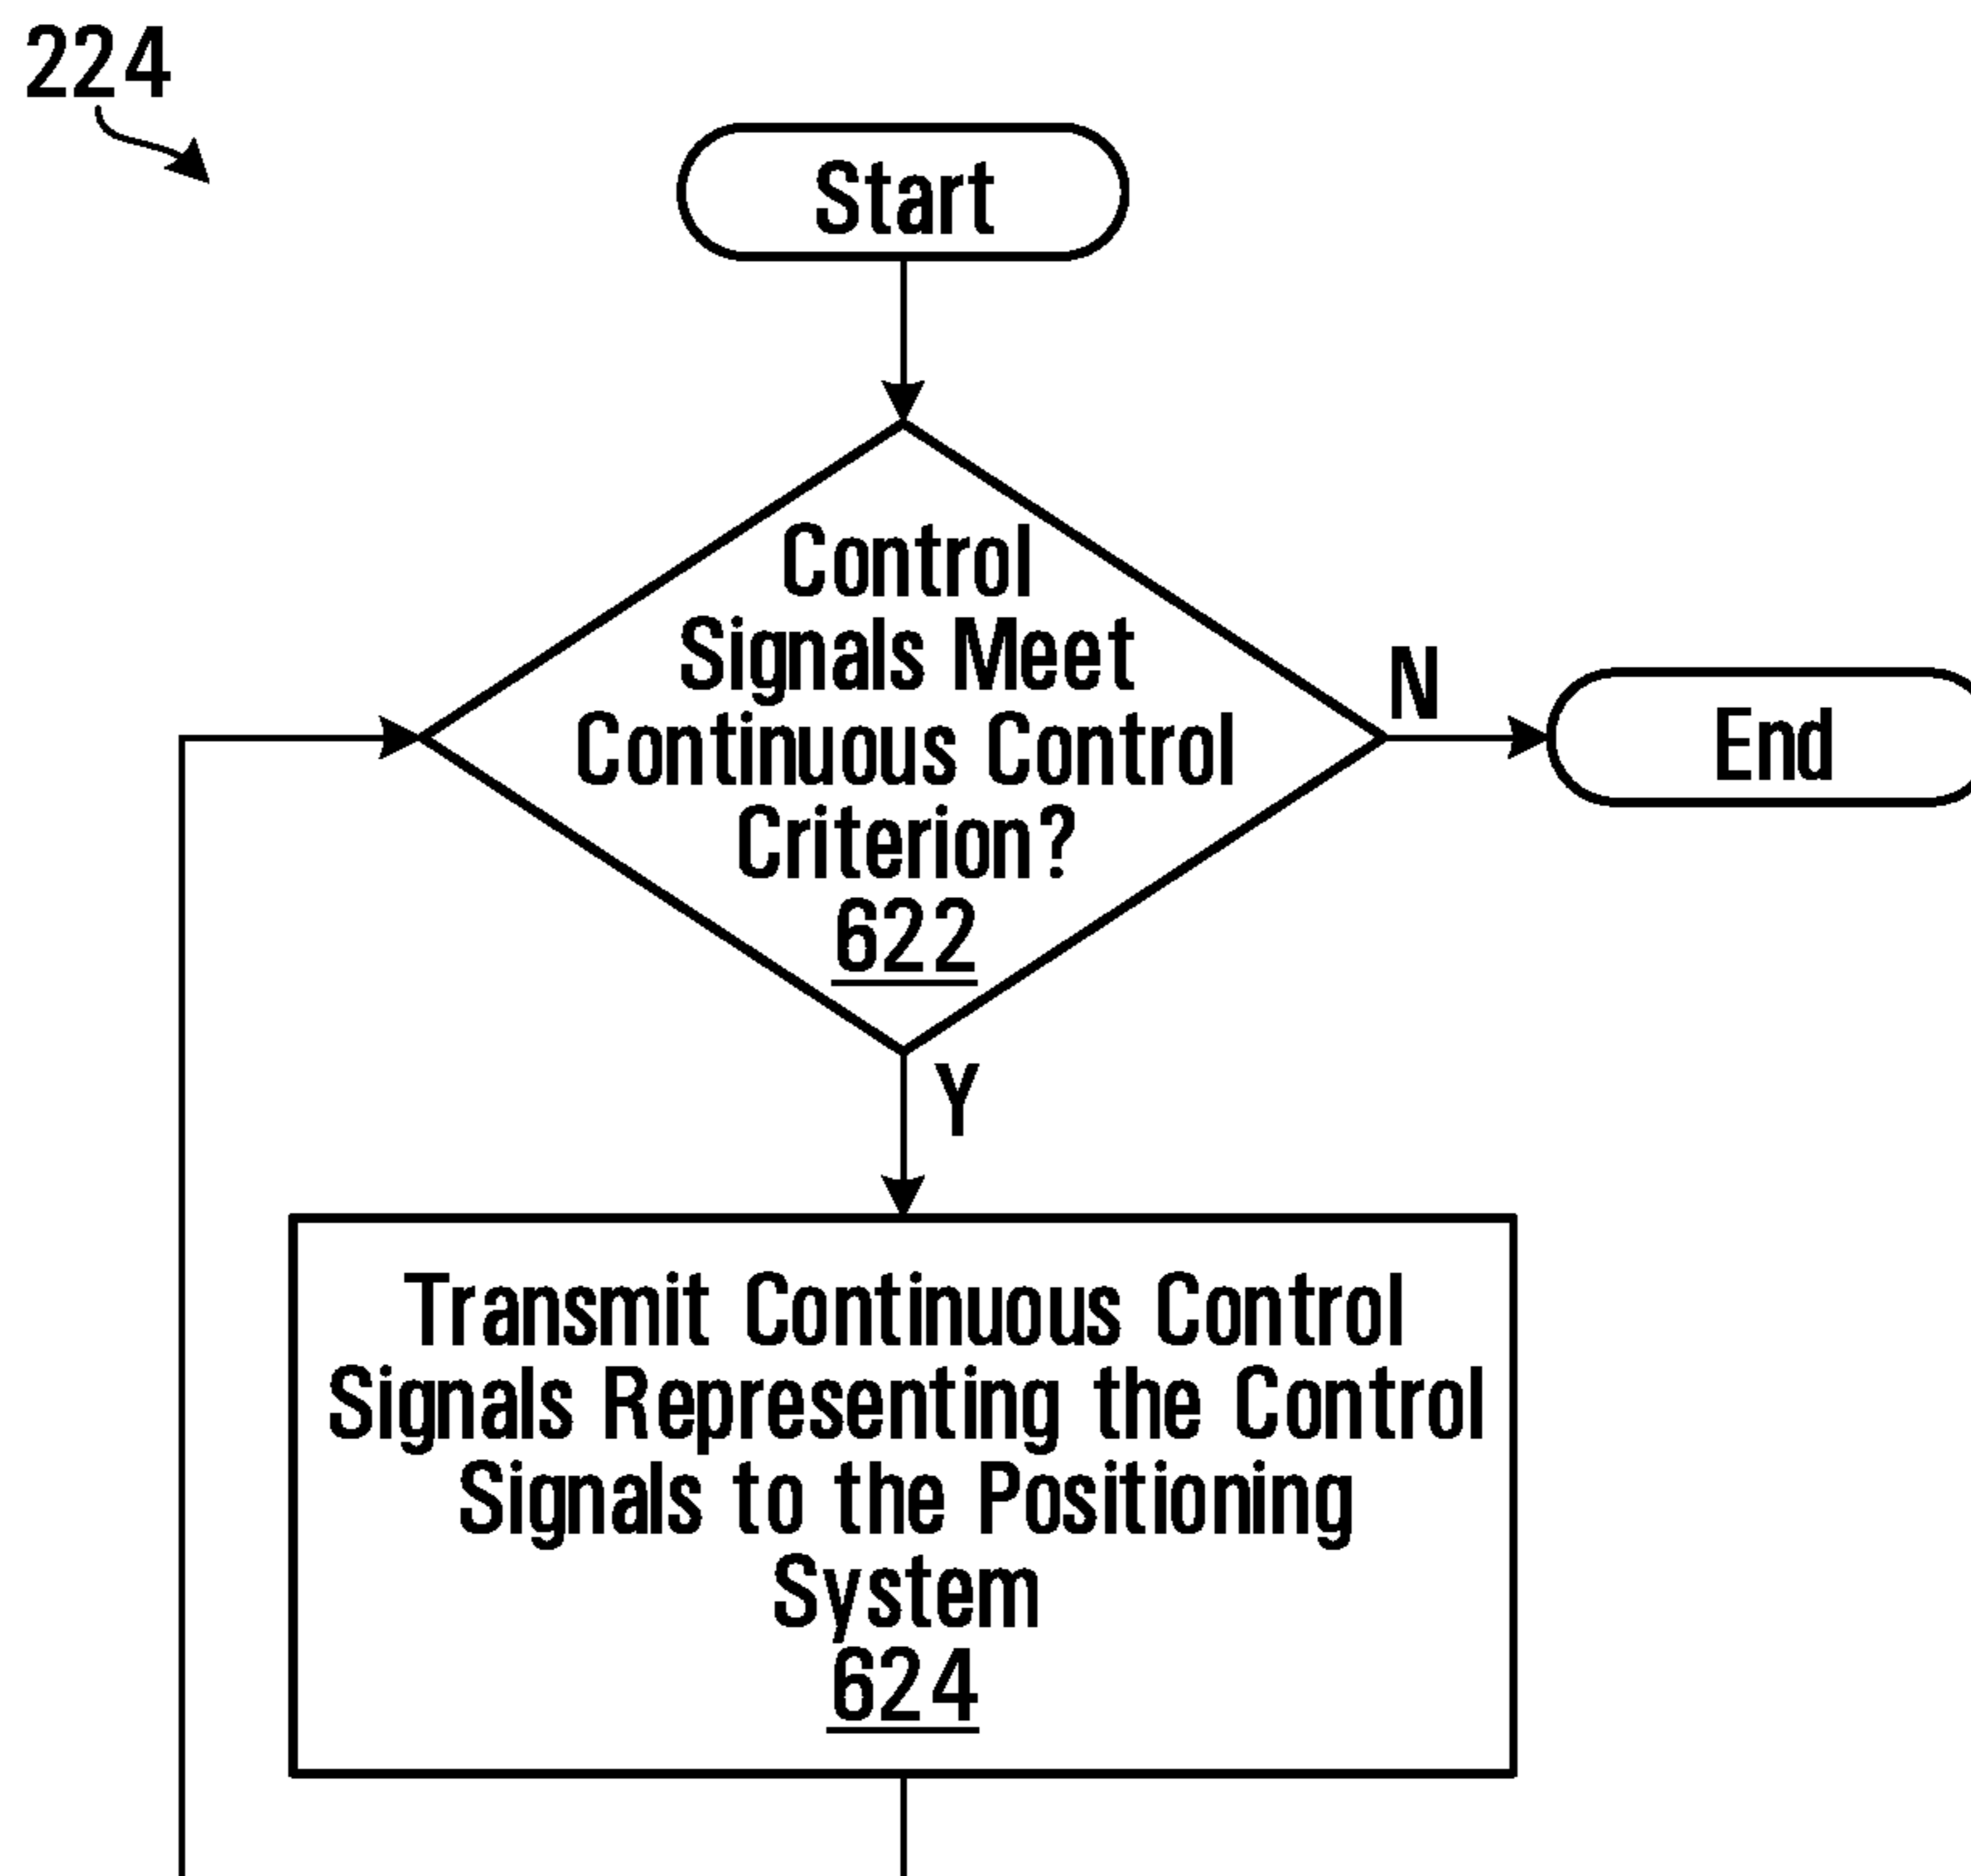 224
Start
Control
Signals Meet
Continuous Control
Criterion?
622
N
End
Y
Transmit Continuous Control
Signals Representing the Control
Signals to the Positioning
System
624